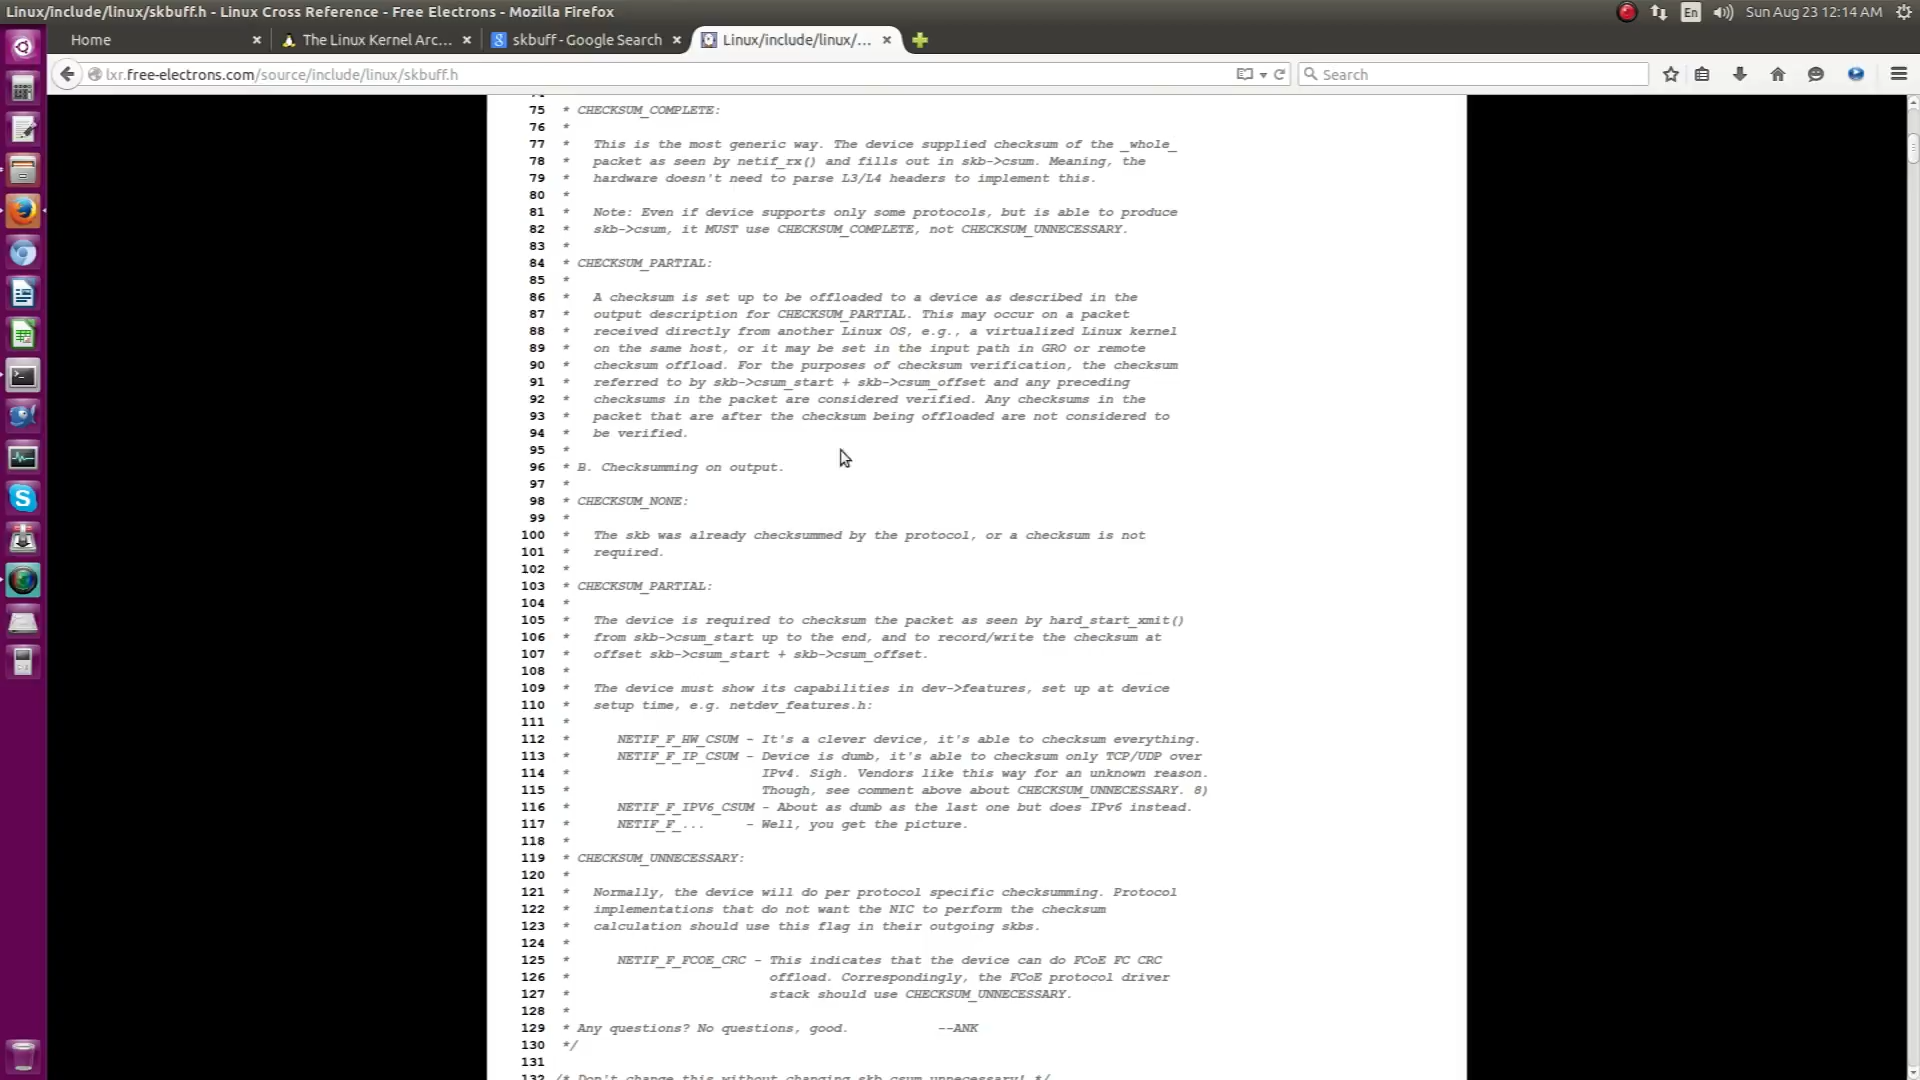 Linux/include/linux/skbuff.h - Linux Cross Reference - Free Electrons - Mozilla Firefox
En
Sun Aug 23 12:14 AM
Home
The Linux Kernel Arc...
skbuff - Google Search
Linux/include/linux/...
lxr.free-electrons.com/source/include/linux/skbuff.h
Search
75 * CHECKSUM_COMPLETE:
76 *
77 * This is the most generic way. The device supplied checksum of the _whole_
78 * packet as seen by netif_rx() and fills out in skb->csum. Meaning, the
79 * hardware doesn't need to parse L3/L4 headers to implement this.
80 *
81 * Note: Even if device supports only some protocols, but is able to produce
82 * skb->csum, it MUST use CHECKSUM_COMPLETE, not CHECKSUM_UNNECESSARY.
83 *
84 * CHECKSUM_PARTIAL:
85 *
86 * A checksum is set up to be offloaded to a device as described in the
87 * output description for CHECKSUM_PARTIAL. This may occur on a packet
88 * received directly from another Linux OS, e.g., a virtualized Linux kernel
89 * on the same host, or it may be set in the input path in GRO or remote
90 * checksum offload. For the purposes of checksum verification, the checksum
91 * referred to by skb->csum_start + skb->csum_offset and any preceding
92 * checksums in the packet are considered verified. Any checksums in the
93 * packet that are after the checksum being offloaded are not considered to
94 * be verified.
95 *
96 * B. Checksumming on output.
97 *
98 * CHECKSUM_NONE:
99 *
100 * The skb was already checksummed by the protocol, or a checksum is not
101 * required.
102 *
103 * CHECKSUM_PARTIAL:
104 *
105 * The device is required to checksum the packet as seen by hard_start_xmit()
106 * from skb->csum_start up to the end, and to record/write the checksum at
107 * offset skb->csum_start + skb->csum_offset.
108 *
109 * The device must show its capabilities in dev->features, set up at device
110 * setup time, e.g. netdev_features.h:
111 *
112 * NETIF_F_HW_CSUM - It's a clever device, it's able to checksum everything.
113 * NETIF_F_IP_CSUM - Device is dumb, it's able to checksum only TCP/UDP over
114 * IPv4. Sigh. Vendors like this way for an unknown reason.
115 * Though, see comment above about CHECKSUM_UNNECESSARY. 8)
116 * NETIF_F_IPV6_CSUM - About as dumb as the last one but does IPv6 instead.
117 * NETIF_F_... - Well, you get the picture.
118 *
119 * CHECKSUM_UNNECESSARY:
120 *
121 * Normally, the device will do per protocol specific checksumming. Protocol
122 * implementations that do not want the NIC to perform the checksum
123 * calculation should use this flag in their outgoing skbs.
124 *
125 * NETIF_F_FCOE_CRC - This indicates that the device can do FCoE FC CRC
126 * offload. Correspondingly, the FCoE protocol driver
127 * stack should use CHECKSUM_UNNECESSARY.
128 *
129 * Any questions? No questions, good. --ANK
130 */
131
132 /* Don't change this without changing skb_csum_unnecessary! */